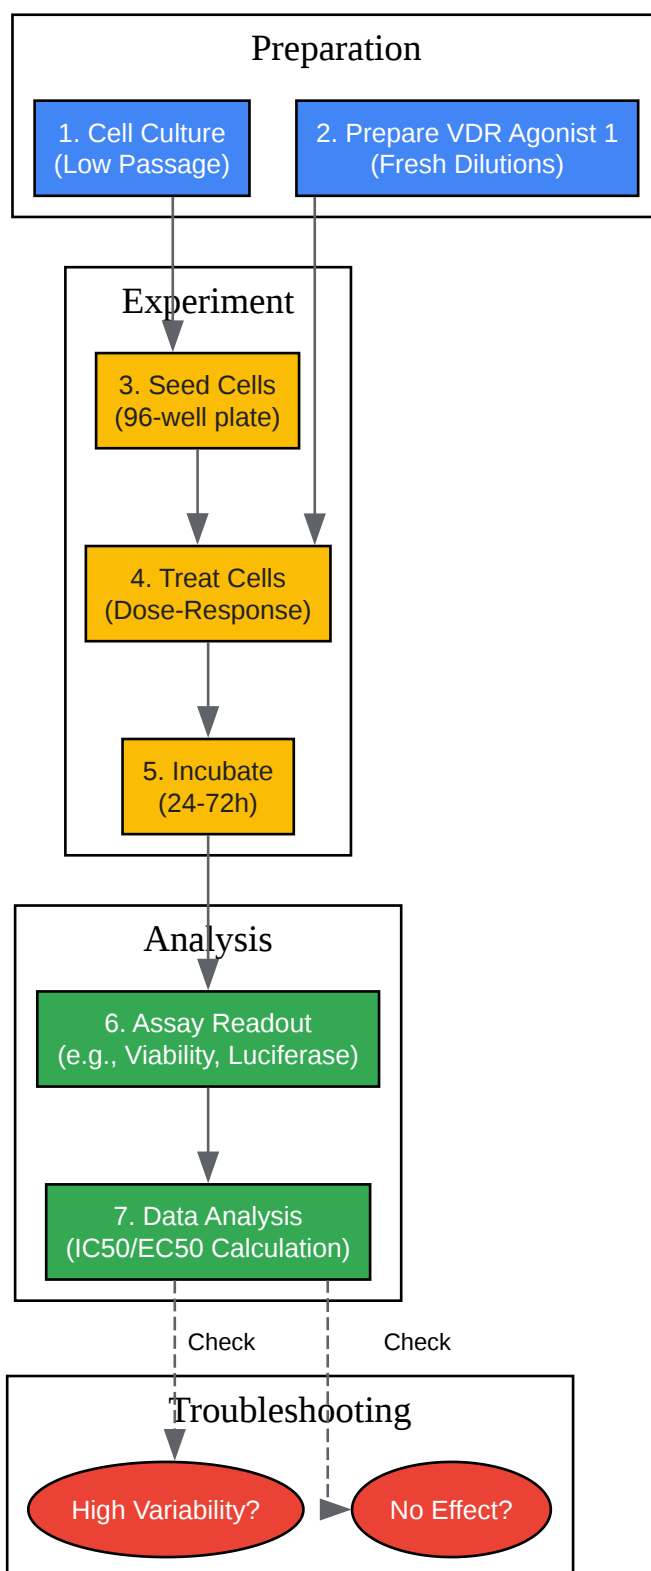 Preparation
1. Cell Culture
(Low Passage)
2. Prepare VDR Agonist 1
(Fresh Dilutions)
Experiment
3. Seed Cells
(96-well plate)
4. Treat Cells
(Dose-Response)
5. Incubate
(24-72h)
Analysis
6. Assay Readout
(e.g., Viability, Luciferase)
7. Data Analysis
(IC50/EC50 Calculation)
Check
Check
Troubleshooting
High Variability?
No Effect?